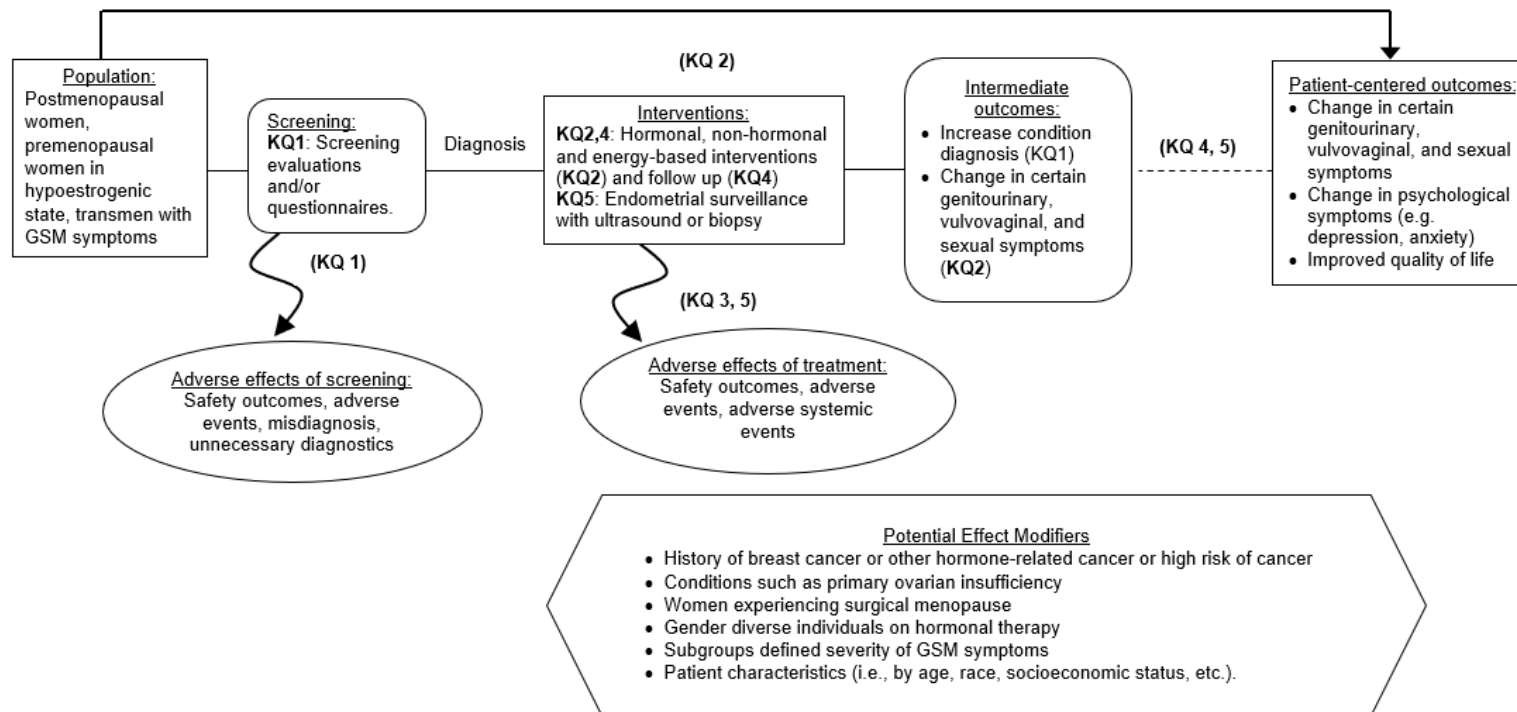 (KQ 2)
Population:
Postmenopausal
women,
premenopausal
women in
hypoestrogenic
state, transmen with
GSM symptoms
Screening:
KQ1: Screening
evaluations
and/or
questionnaires.
Diagnosis
Interventions:
KQ2,4: Hormonal, non-hormonal
and energy-based interventions
(KQ2) and follow up (KQ4)
KQ5: Endometrial surveillance
with ultrasound or biopsy
Intermediate
outcomes:
• Increase condition
diagnosis (KQ1)
• Change in certain
genitourinary,
vulvovaginal, and
sexual symptoms
(KQ2)
(KQ 4, 5)
Patient-centered outcomes:
• Change in certain
genitourinary,
vulvovaginal, and sexual
symptoms
• Change in psychological
symptoms (e.g.
depression, anxiety)
• Improved quality of life
(KQ 1)
(KQ 3, 5)
Adverse effects of screening:
Safety outcomes, adverse
events, misdiagnosis,
unnecessary diagnostics
Adverse effects of treatment:
Safety outcomes, adverse
events, adverse systemic
events
Potential Effect Modifiers
• History of breast cancer or other hormone-related cancer or high risk of cancer
• Conditions such as primary ovarian insufficiency
• Women experiencing surgical menopause
• Gender diverse individuals on hormonal therapy
• Subgroups defined severity of GSM symptoms
• Patient characteristics (i.e., by age, race, socioeconomic status, etc.).